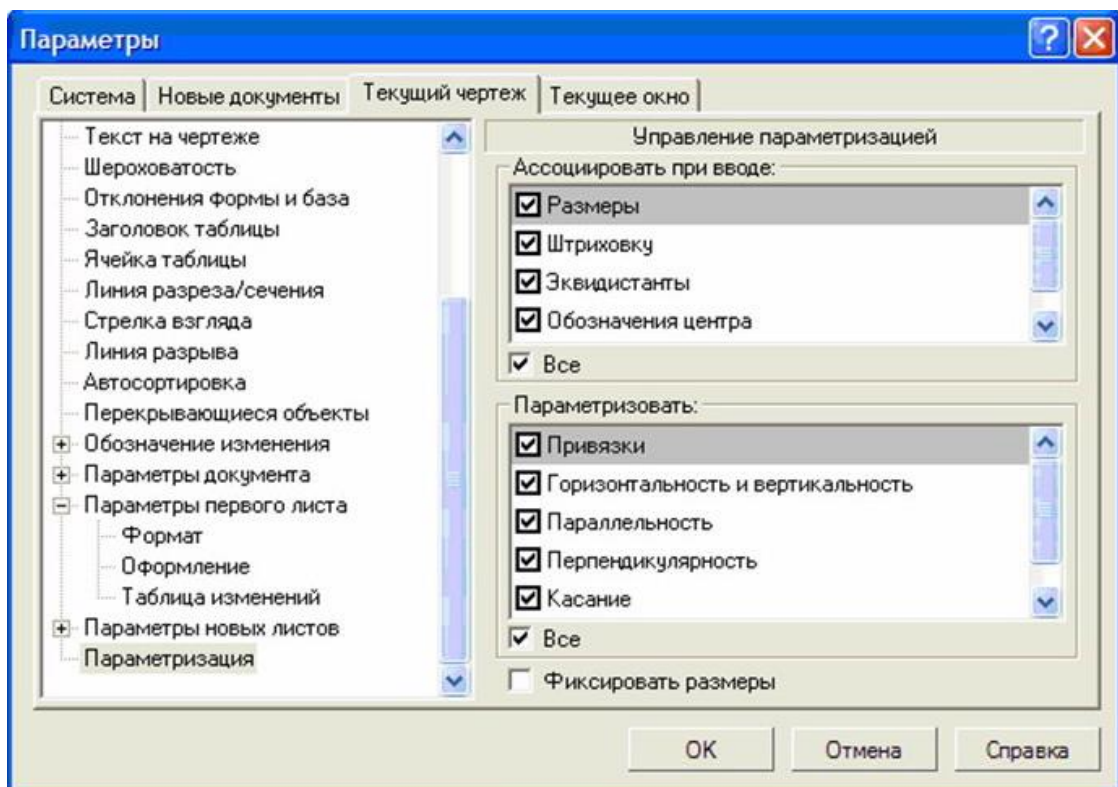 Параметры
Система Новые документы Текущий чертеж Текущее окно
Текст на чертеже
Шероховатость
Отклонения формы и база
Заголовок таблицы
Ячейка таблицы
Линия разреза/сечения
Стрелка взгляда
Линия разрыва
Автосортировка
Перекрывающиеся объекты
Обозначение изменения
Параметры документа
Параметры первого листа
Формат
Оформление
Таблица изменений
Параметры новых листов
Параметризация
Управление параметризацией
Ассоциировать при вводе:
Размеры
Штриховку
Эквидистанты
Обозначения центра
Все
Параметризовать:
Привязки
Горизонтальность и вертикальность
Параллельность
Перпендикулярность
Касание
Все
Фиксировать размеры
OK Отмена Справка